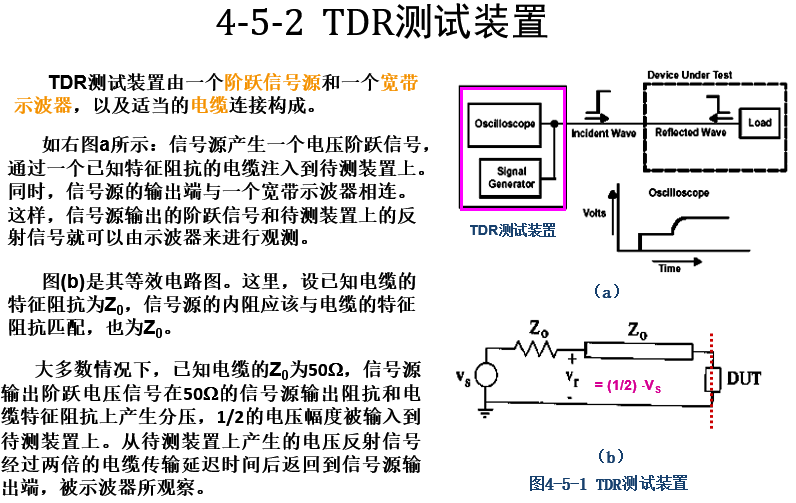 4-5-2 TDR测试装置
TDR测试装置由一个阶跃信号源和一个宽带
示波器，以及适当的电缆连接构成。
如右图a所示：信号源产生一个电压阶跃信号，
通过一个已知特征阻抗的电缆注入到待测装置上。
同时，信号源的输出端与一个宽带示波器相连。
这样，信号源输出的阶跃信号和待测装置上的反
射信号就可以由示波器来进行观测。
图(b)是其等效电路图。这里，设已知电缆的
特征阻抗为Z0，信号源的内阻应该与电缆的特征
阻抗匹配，也为Z0。
大多数情况下，已知电缆的Z0为50Ω，信号源
输出阶跃电压信号在50Ω的信号源输出阻抗和电
缆特征阻抗上产生分压，1/2的电压幅度被输入到
待测装置上。从待测装置上产生的电压反射信号
经过两倍的电缆传输延迟时间后返回到信号源输
出端，被示波器所观察。
Device Under Test
Oscilloscope
Incident Wave
Reflected Wave
Load
Signal
Generator
Oscilloscope
Volts
Time
TDR测试装置
（a）
Zo
Zo
vs
+
vr
-
= (1/2) ·VS
DUT
（b）
图4-5-1 TDR测试装置